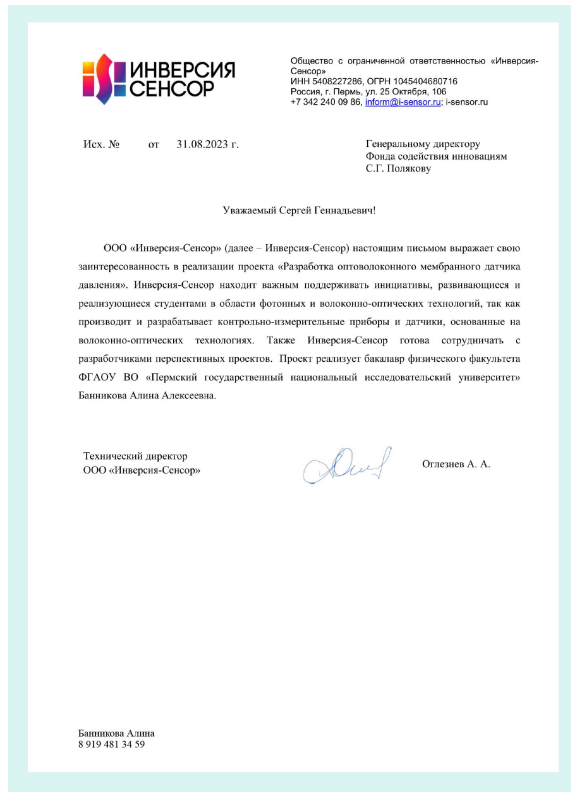 ИНВЕРСИЯ
СЕНСОР
Общество с ограниченной ответственностью «Инверсия-
Сенсор»
ИНН 5408227286, ОГРН 1045404680716
Россия, г. Пермь, ул. 25 Октября, 106
+7 342 240 09 86, inform@i-sensor.ru; i-sensor.ru
Исх. № от 31.08.2023 г.
Генеральному директору
Фонда содействия инновациям
С.Г. Полякову
Уважаемый Сергей Геннадьевич!
ООО «Инверсия-Сенсор» (далее – Инверсия-Сенсор) настоящим письмом выражает свою
заинтересованность в реализации проекта «Разработка оптоволоконного мембранного датчика
давления». Инверсия-Сенсор находит важным поддерживать инициативы, развивающиеся и
реализующиеся студентами в области фотонных и волоконно-оптических технологий, так как
производит и разрабатывает контрольно-измерительные приборы и датчики, основанные на
волоконно-оптических технологиях. Также Инверсия-Сенсор готова сотрудничать с
разработчиками перспективных проектов. Проект реализует бакалавр физического факультета
ФГАОУ ВО «Пермский государственный национальный исследовательский университет»
Банникова Алина Алексеевна.
Технический директор
ООО «Инверсия-Сенсор»
Оглезнев А. А.
Банникова Алина
8 919 481 34 59